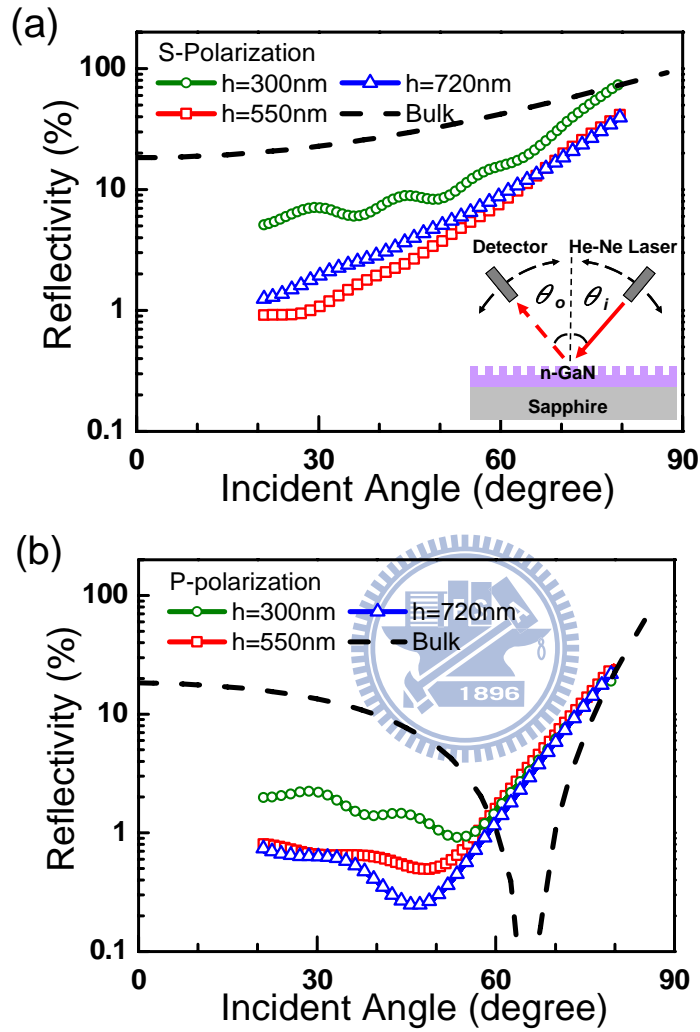 (a)
S-Polarization
h=300nm h=720nm
h=550nm Bulk
100
10
1
0.1
Reflectivity (%)
Detector He-Ne Laser
θo θi
n-GaN
Sapphire
0 30 60 90
Incident Angle (degree)
(b)
P-polarization
h=300nm h=720nm
h=550nm Bulk
100
10
1
0.1
Reflectivity (%)
1896
0 30 60 90
Incident Angle (degree)